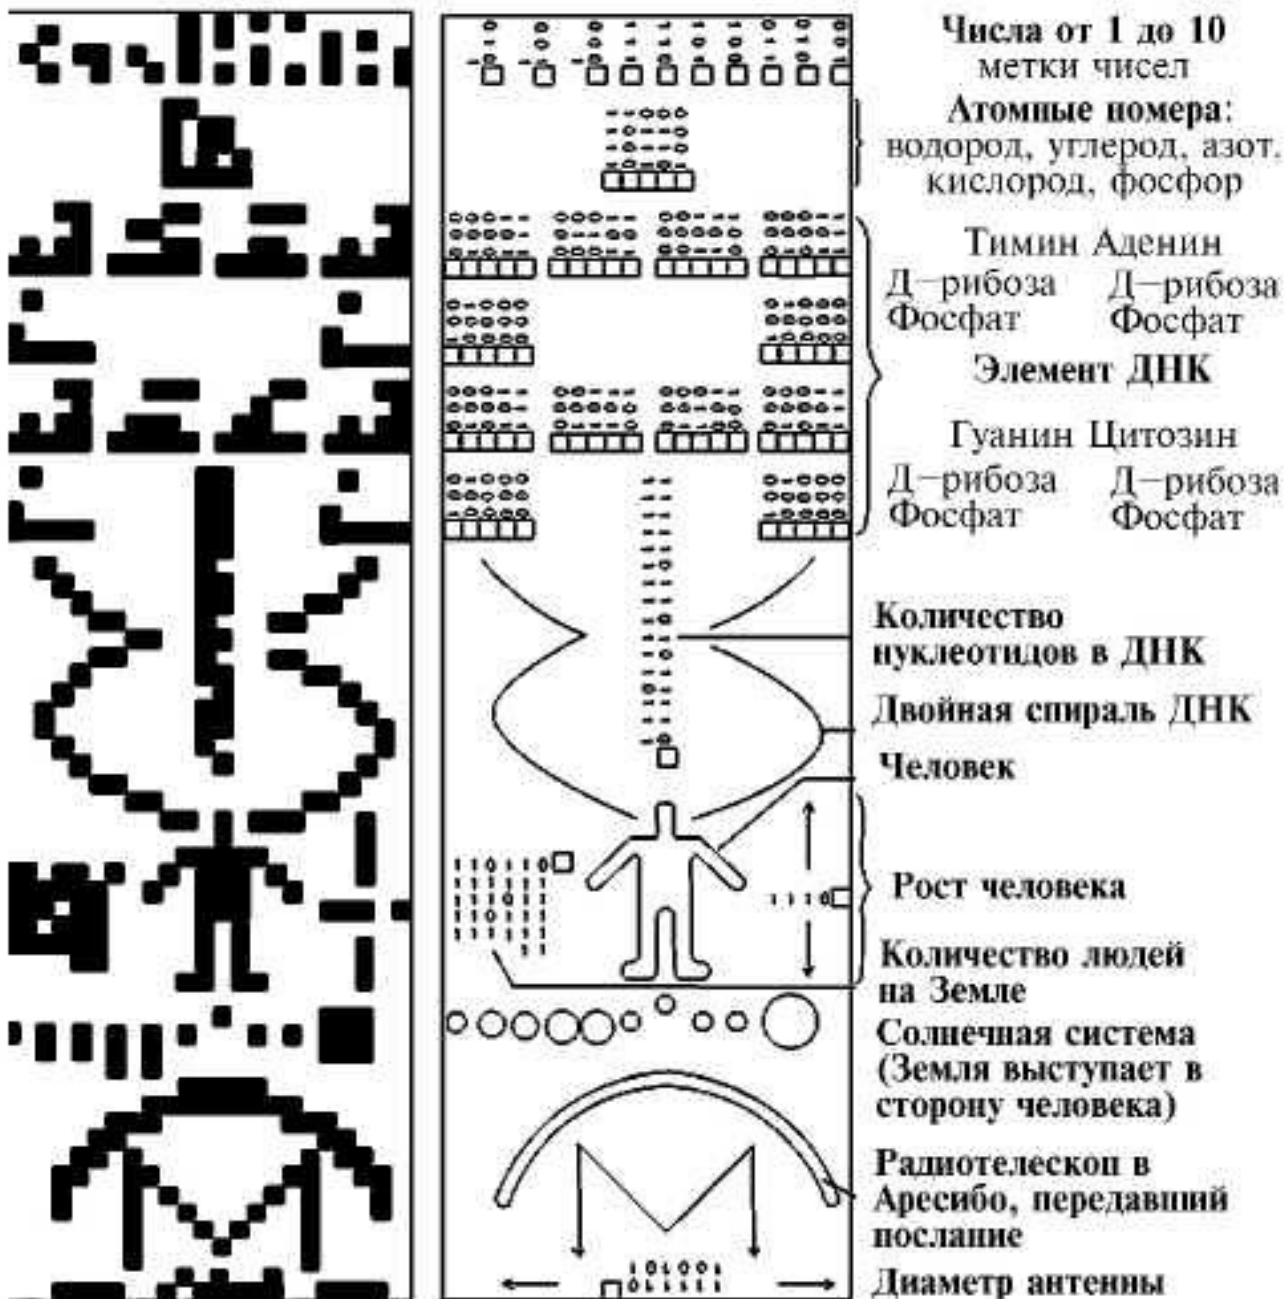 Числа от 1 до 10
метки чисел
Атомные номера:
водород, углерод, азот.
кислород, фосфор
Тимин Аденин
Д—рибоза Д—рибоза
Фосфат Фосфат
Элемент ДНК
Гуанин Цитозин
Д—рибоза Д—рибоза
Фосфат Фосфат
Количество
нуклеотидов в ДНК
Двойная спираль ДНК
Человек
Рост человека
Количество людей
на Земле
Солнечная система
(Земля выступает в
сторону человека)
Радиотелескоп в
Аресибо, передавший
послание
Диаметр антенны